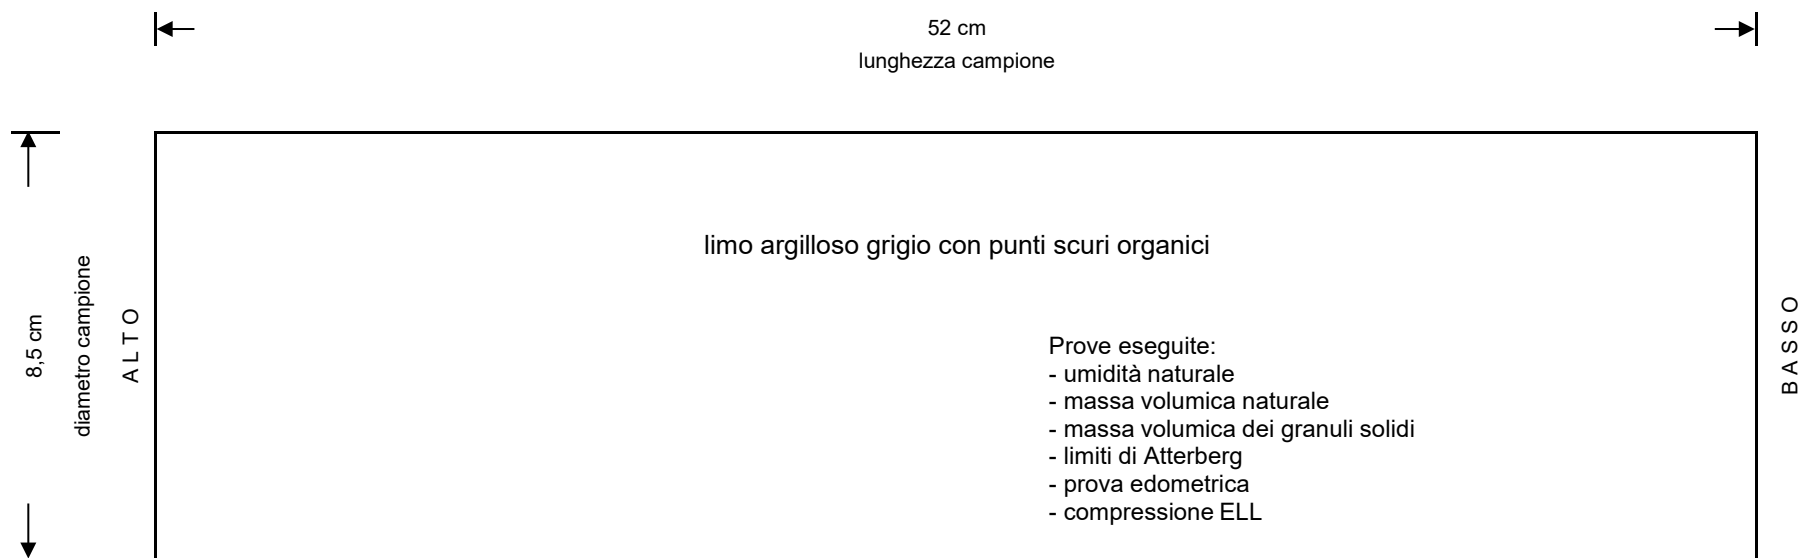 52 cm
lunghezza campione
limo argilloso grigio con punti scuri organici
8,5 cm
diametro campione
A L T O
Prove eseguite:
- umidità naturale
- massa volumica naturale
- massa volumica dei granuli solidi
- limiti di Atterberg
- prova edometrica
- compressione ELL
B A S S O